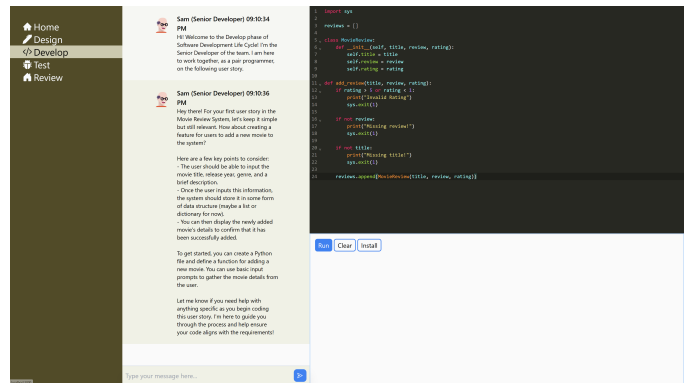 Home
Design
</> Develop
Test
Review
Sam (Senior Developer) 09:10:34
PM
Hi! Welcome to the Develop phase of
Software Development Life Cycle! I'm the
Senior Developer of the team. I am here
to work together, as a pair programmer,
on the following user story.
Sam (Senior Developer) 09:10:36
PM
Hey there! For your first user story in the
Movie Review System, let's keep it simple
but still relevant. How about creating a
feature for users to add a new movie to
the system?
Here are a few key points to consider:
- The user should be able to input the
movie title, release year, genre, and a
brief description.
- Once the user inputs this information,
the system should store it in some form
of data structure (maybe a list or
dictionary for now).
- You can then display the newly added
movie's details to confirm that it has
been successfully added.
To get started, you can create a Python
file and define a function for adding a
new movie. You can use basic input
prompts to gather the movie details from
the user.
Let me know if you need help with
anything specific as you begin coding
this user story. I'm here to guide you
through the process and help ensure
your code aligns with the requirements!
Type your message here...
1 import sys
2
3 reviews = []
4
5 class MovieReview:
6 def __init__(self, title, review, rating):
7 self.title = title
8 self.review = review
9 self.rating = rating
10
11 def add_review(title, review, rating):
12 if rating > 5 or rating < 1:
13 print("Invalid Rating")
14 sys.exit(1)
15
16 if not review:
17 print("Missing review!")
18 sys.exit(1)
19
20 if not title:
21 print("Missing title!")
22 sys.exit(1)
23
24 reviews.append(MovieReview(title, review, rating))
Run Clear Install